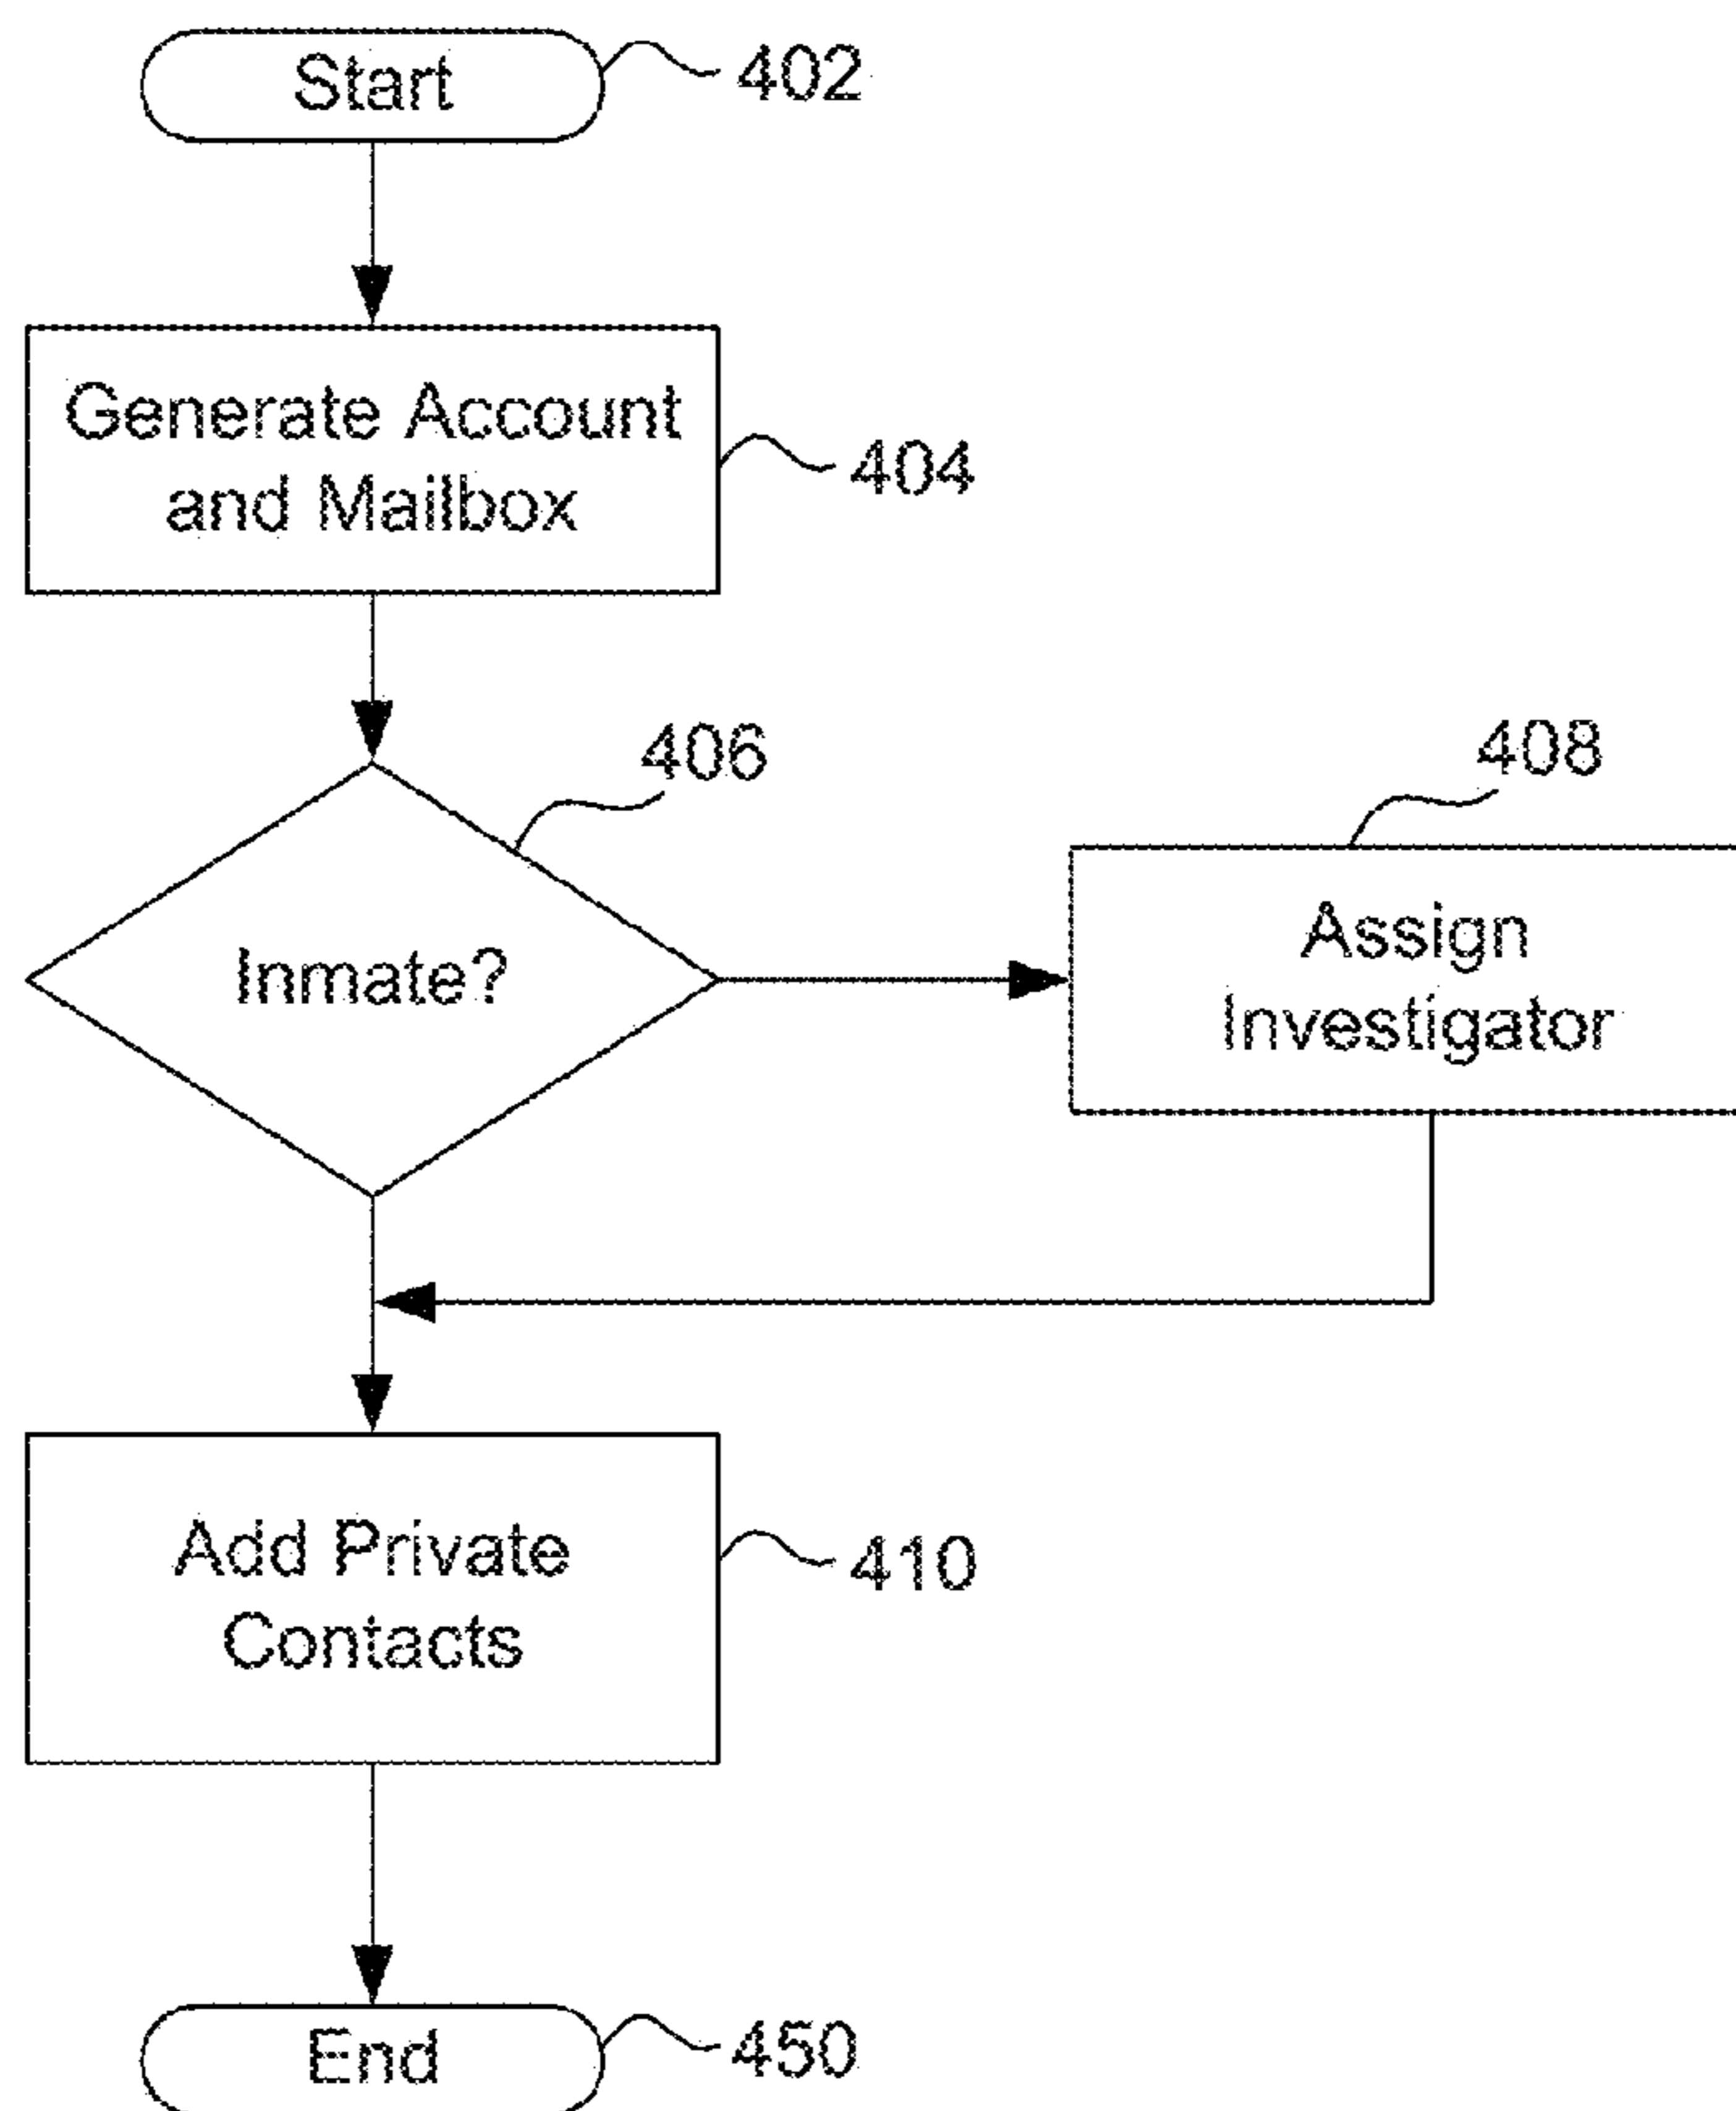 Start
402
Generate Account
and Mailbox
404
406
Inmate?
408
Assign
Investigator
Add Private
Contacts
410
End
450